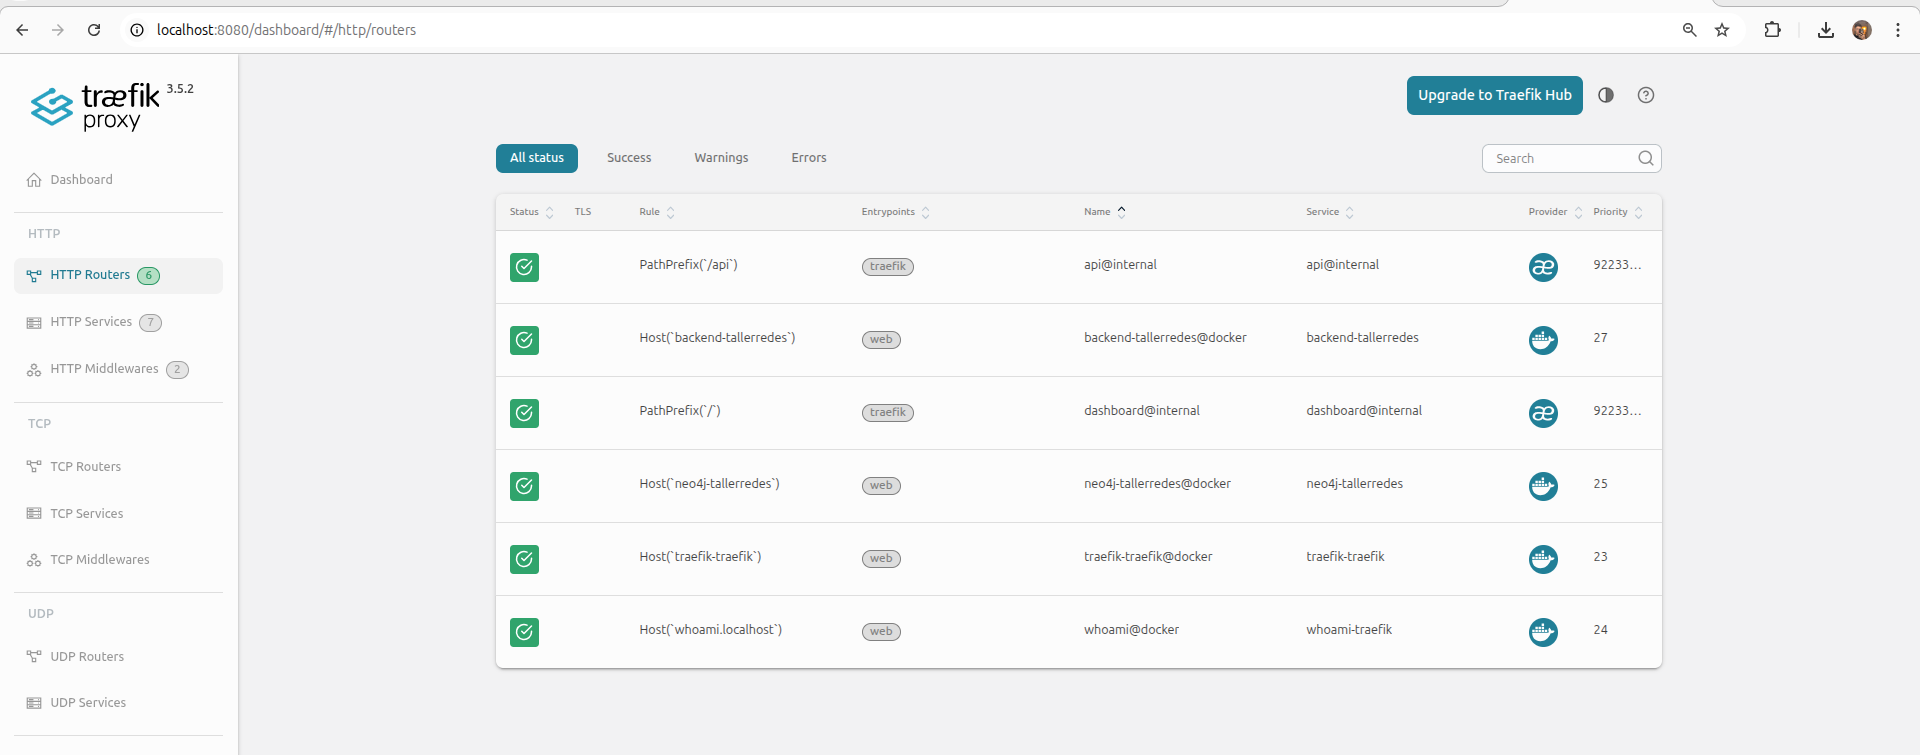 localhost:8080/dashboard/#/http/routers
træfik 3.5.2
proxy
Upgrade to Traefik Hub
Dashboard
HTTP
HTTP Routers 6
HTTP Services 7
HTTP Middlewares 2
TCP
TCP Routers
TCP Services
TCP Middlewares
UDP
UDP Routers
UDP Services
All status Success Warnings Errors Search
Status TLS Rule Entrypoints Name Service Provider Priority
PathPrefix(`/api`) traefik api@internal api@internal æ 92233...
Host(`backend-tallerredes`) web backend-tallerredes@docker backend-tallerredes 27
PathPrefix(`/`) traefik dashboard@internal dashboard@internal æ 92233...
Host(`neo4j-tallerredes`) web neo4j-tallerredes@docker neo4j-tallerredes 25
Host(`traefik-traefik`) web traefik-traefik@docker traefik-traefik 23
Host(`whoami.localhost`) web whoami@docker whoami-traefik 24